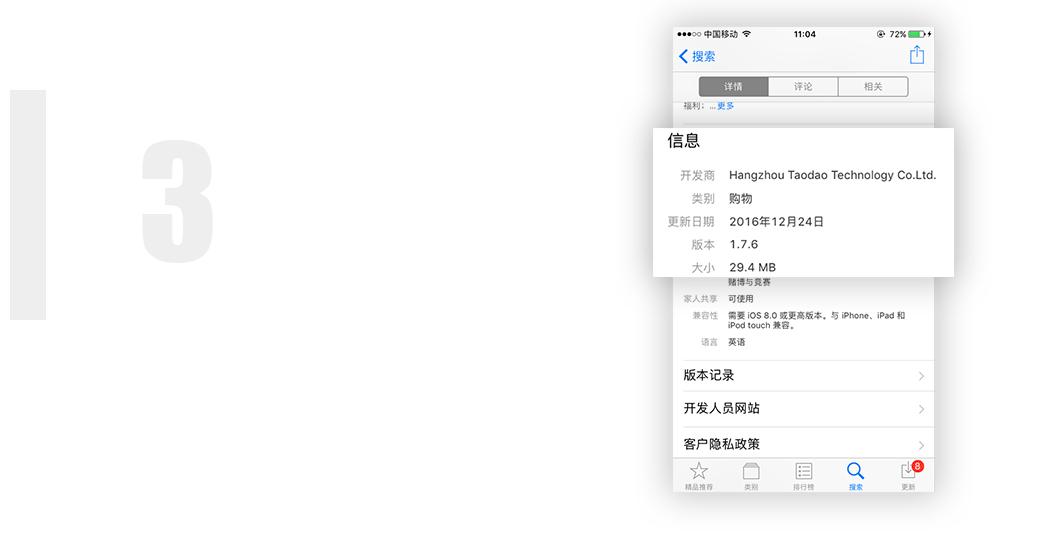 3
中国移动
11:04
72%
搜索
详情
评论
相关
福利：...更多
信息
开发商 Hangzhou Taodao Technology Co.Ltd.
类别 购物
更新日期 2016年12月24日
版本 1.7.6
大小 29.4 MB
赌博与竞赛
家人共享 可使用
兼容性 需要 iOS 8.0 或更高版本。与 iPhone、iPad 和
iPod touch 兼容。
语言 英语
版本记录
开发人员网站
客户隐私政策
8
精品推荐
类别
排行榜
搜索
更新